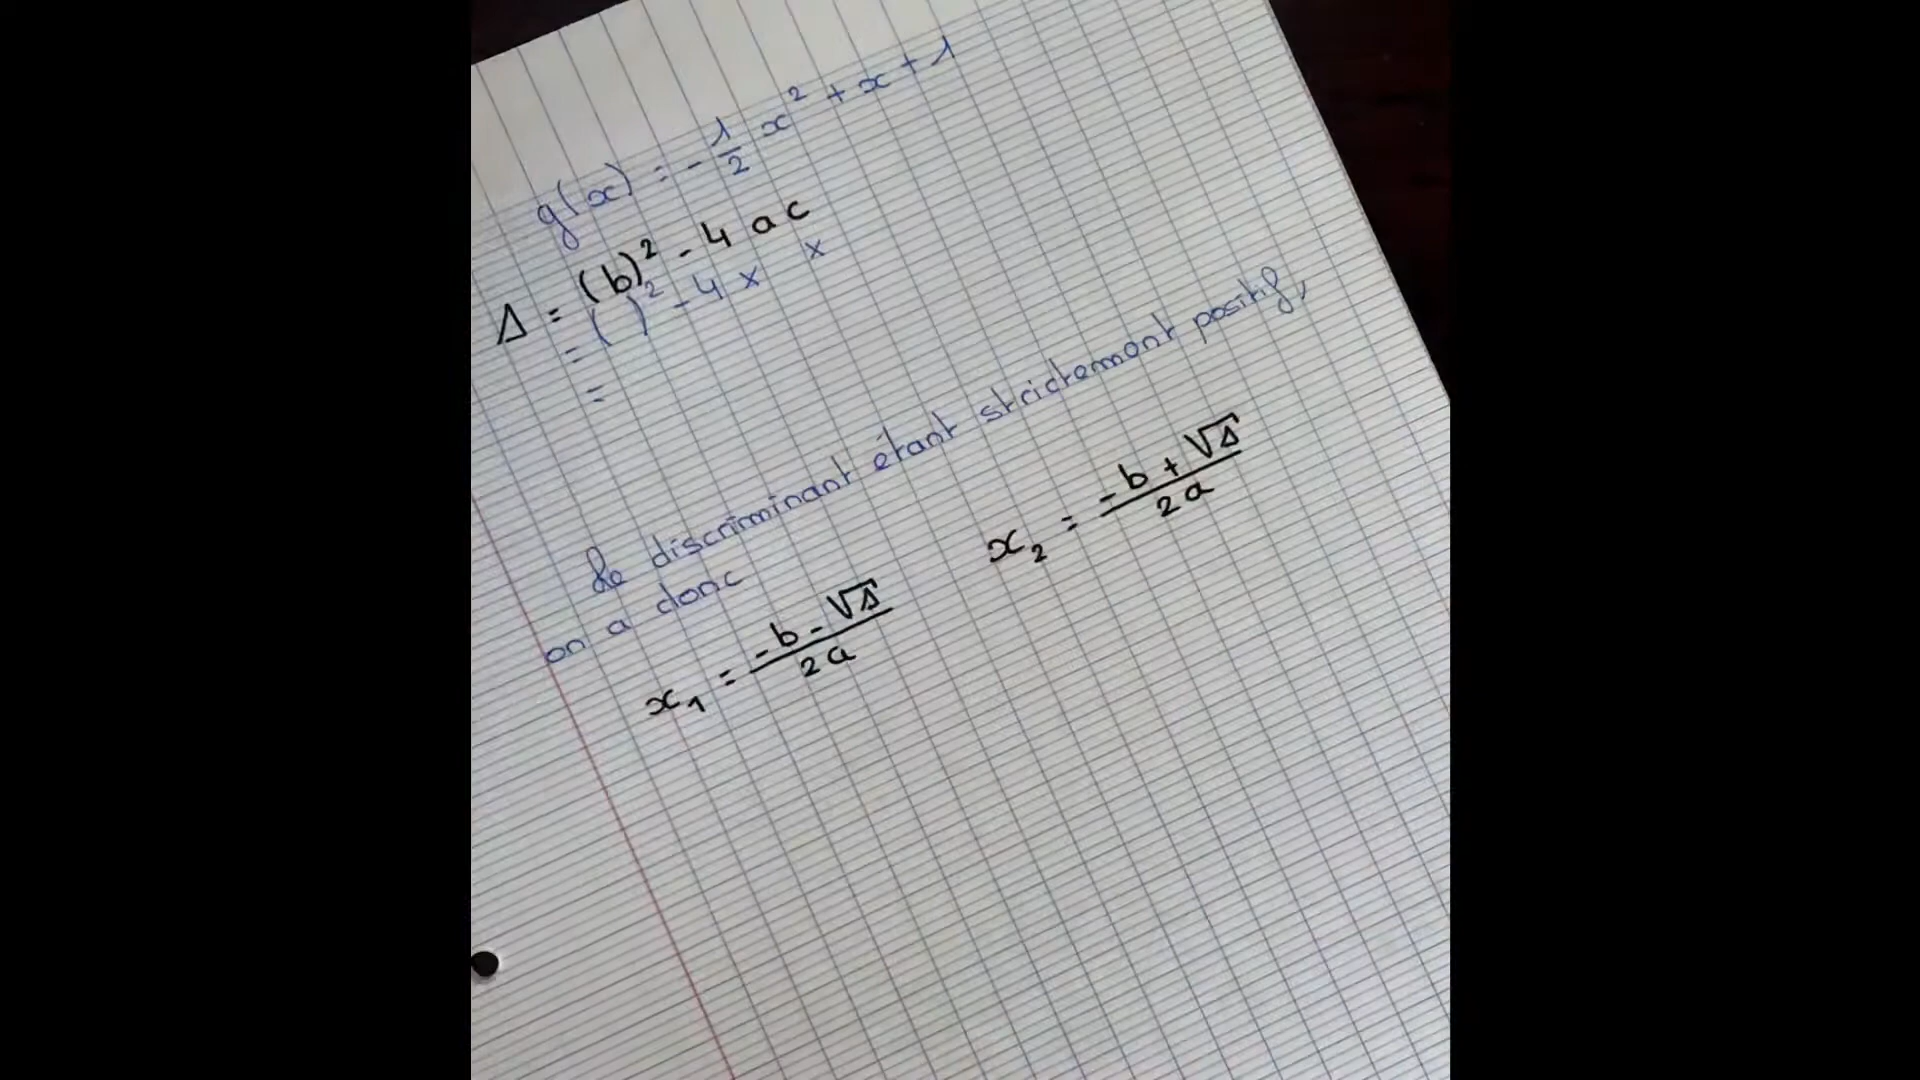 g(x) = -1/2 x² + x + 1
Δ = (b)² - 4 a c
= ( )² - 4 x x
=
Le discriminant étant strictement positif,
on a donc
x₁ = (-b - √Δ)/2a x₂ = (-b + √Δ)/2a